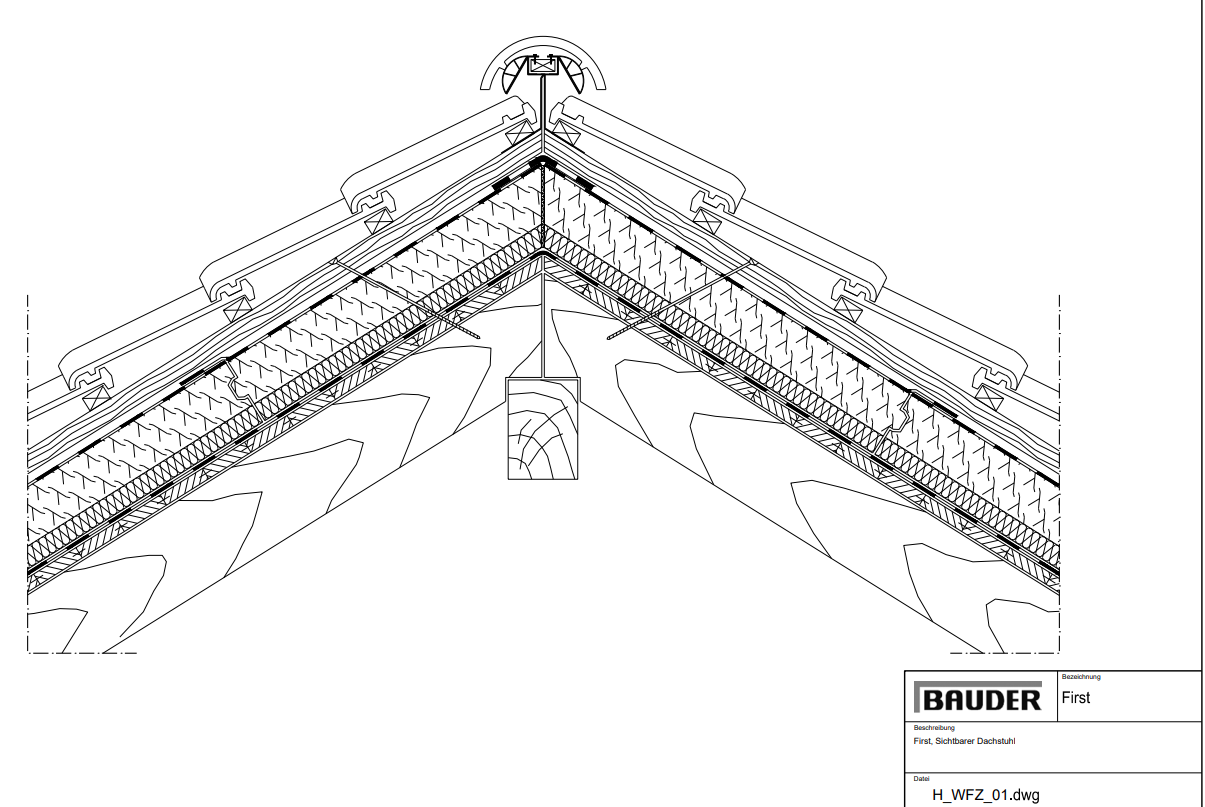 BAUDER
Bezeichnung
First
Beschreibung
First, Sichtbarer Dachstuhl
Datei
H_WFZ_01.dwg